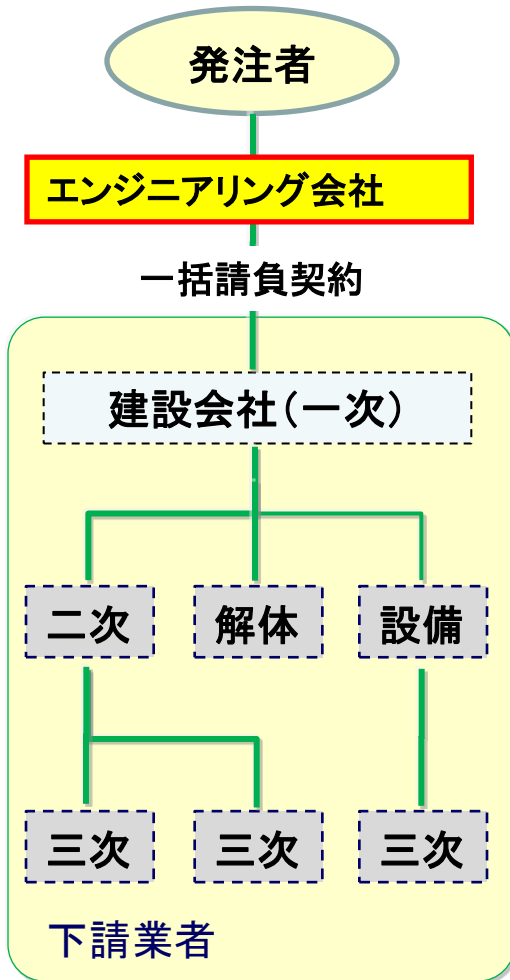 発注者
エンジニアリング会社
一括請負契約
建設会社（一次）
二次
解体
設備
三次
三次
三次
下請業者